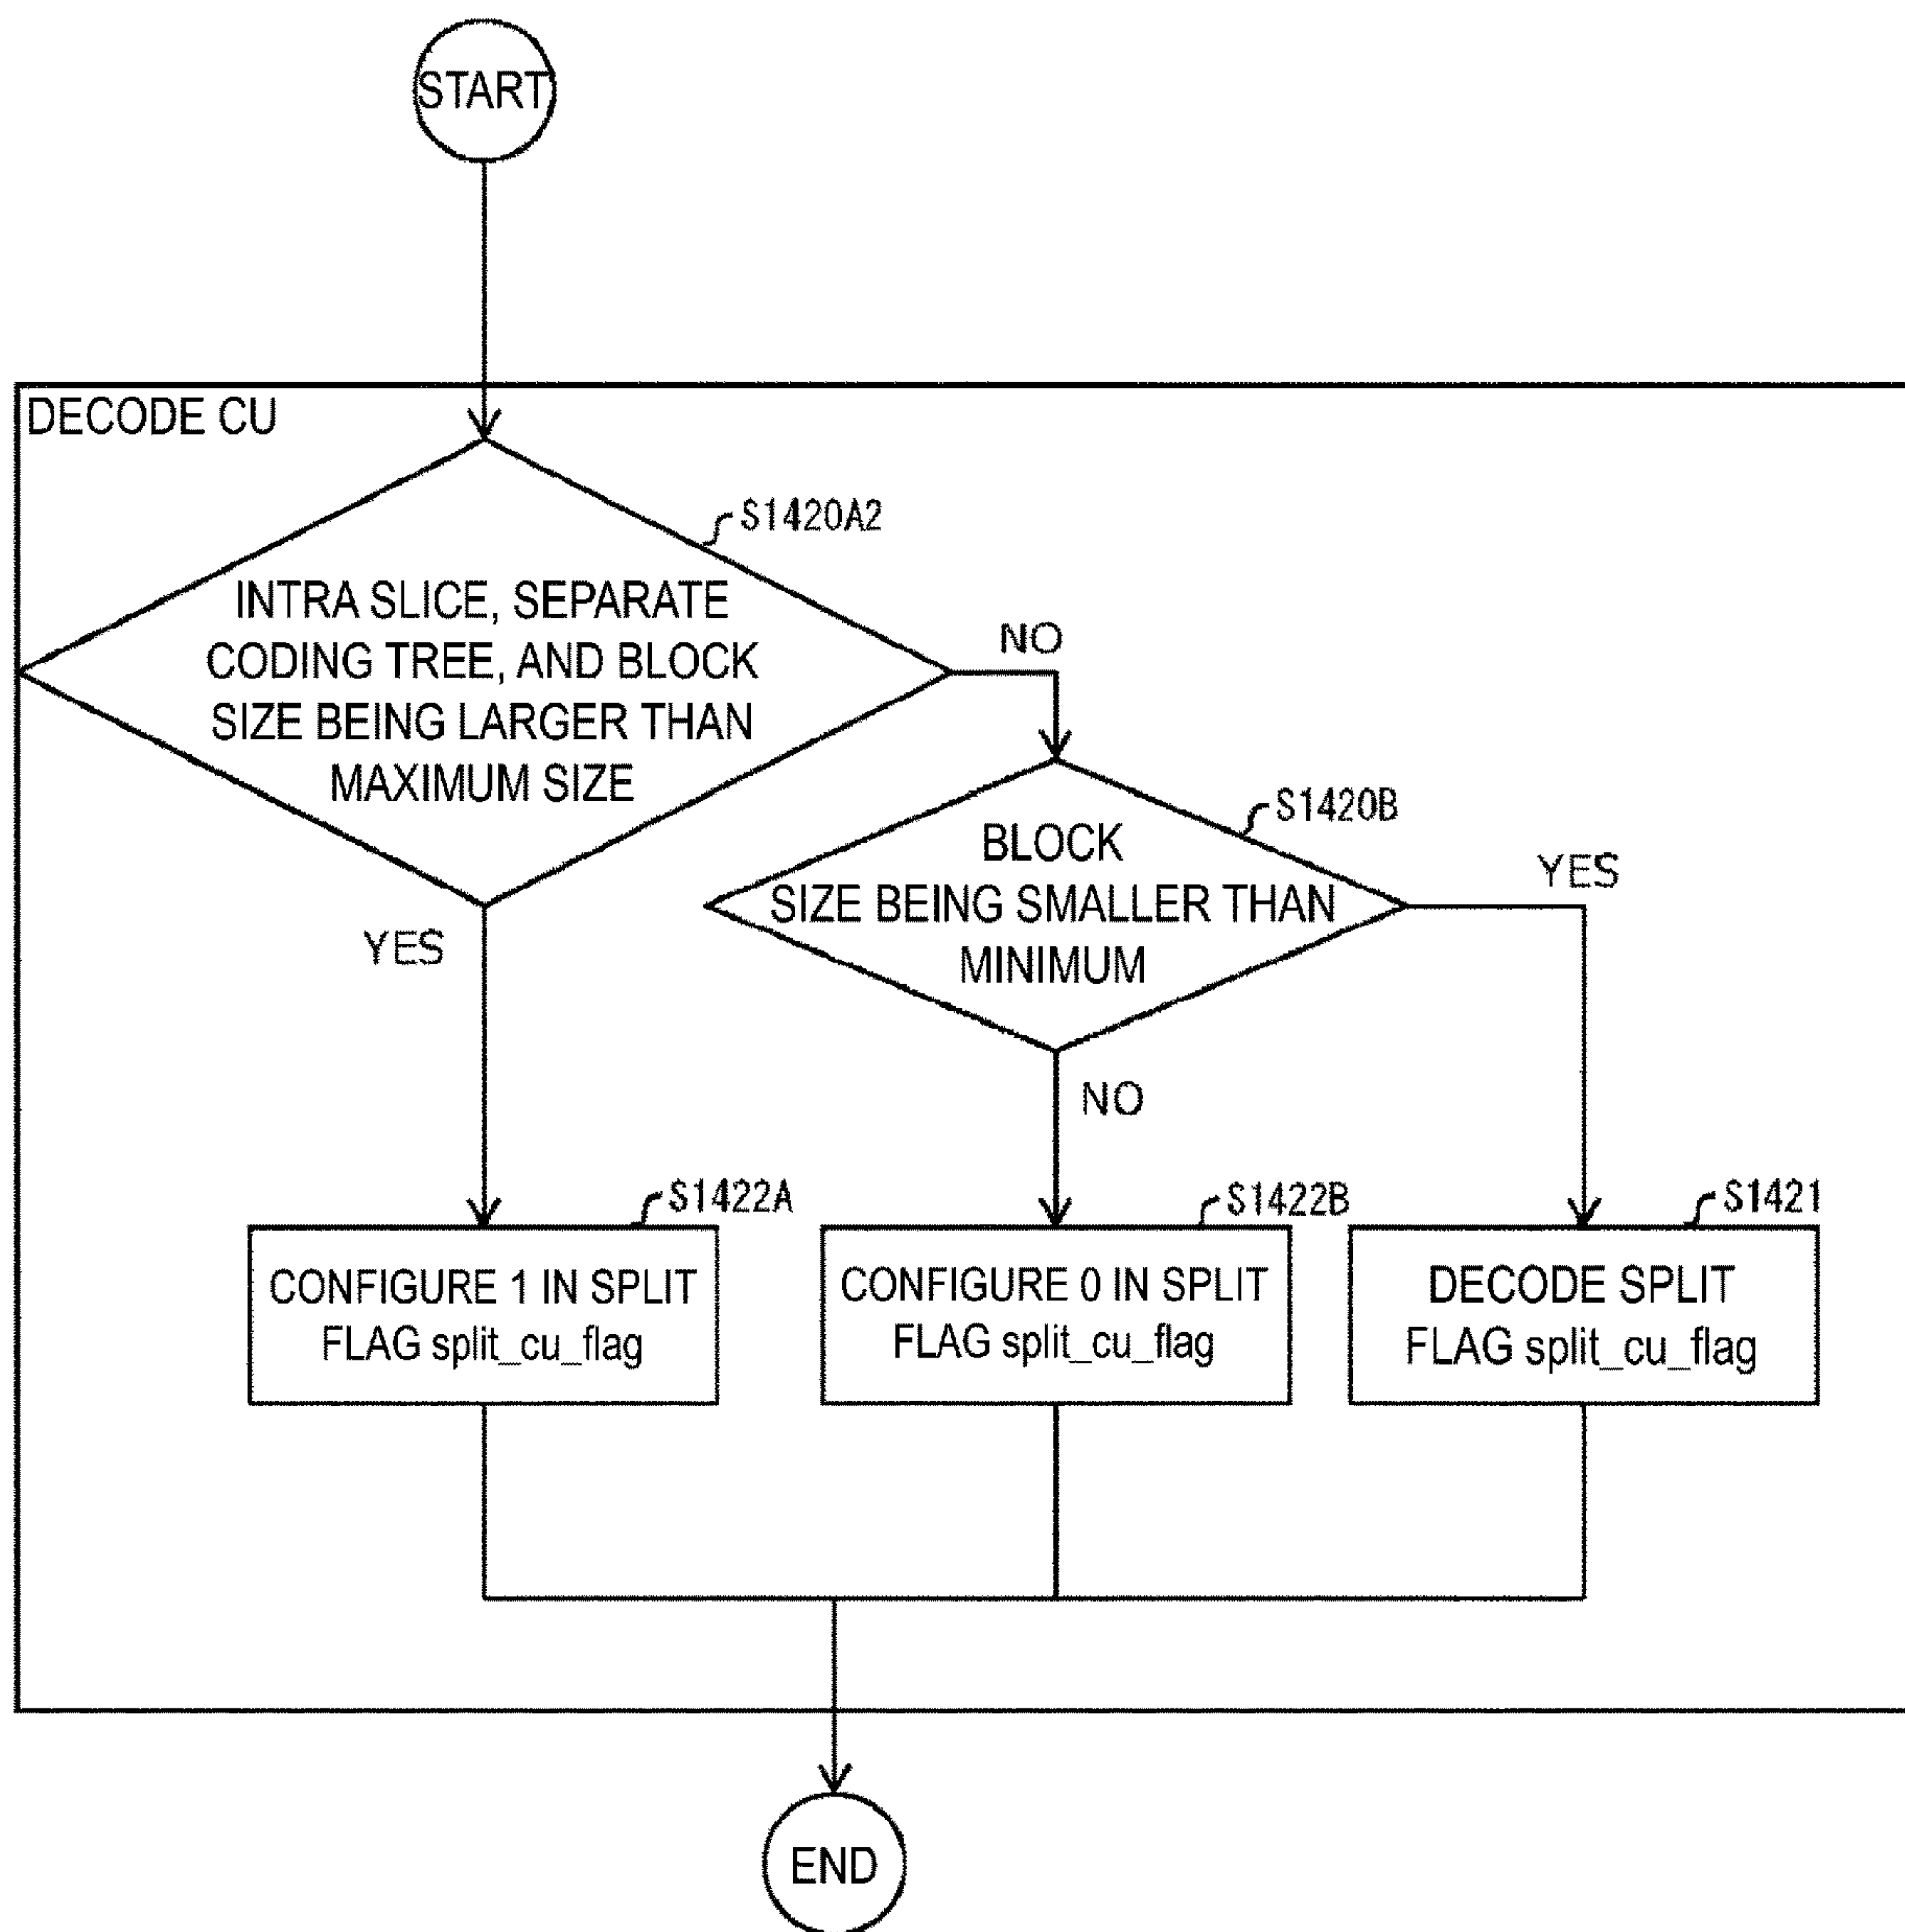 START
DECODE CU
S1420A2
INTRA SLICE, SEPARATE
CODING TREE, AND BLOCK
SIZE BEING LARGER THAN
MAXIMUM SIZE
NO
S1420B
BLOCK
SIZE BEING SMALLER THAN
MINIMUM
YES
YES
NO
S1422A
CONFIGURE 1 IN SPLIT
FLAG split_cu_flag
S1422B
CONFIGURE 0 IN SPLIT
FLAG split_cu_flag
S1421
DECODE SPLIT
FLAG split_cu_flag
END